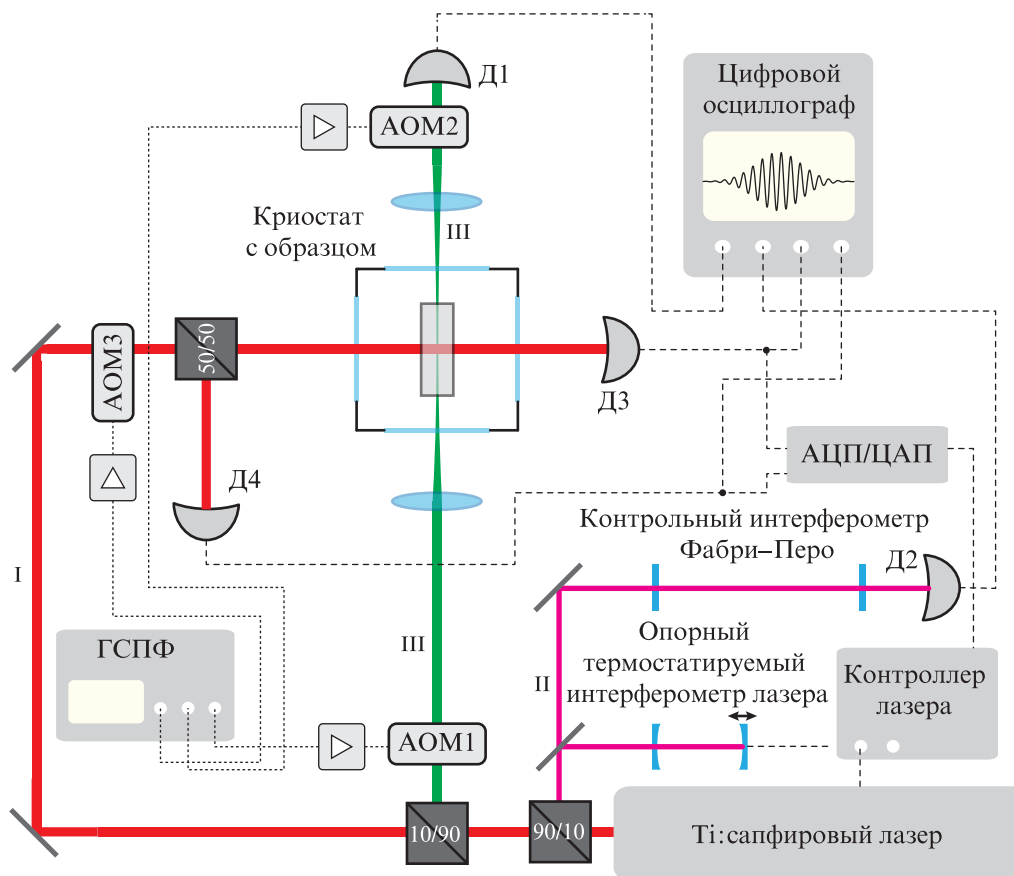 Д1
Цифровой
осциллограф
АОМ2
Криостат
с образцом
III
АОМ3
50/50
Д3
Д4
АЦП/ЦАП
Контрольный интерферометр
Фабри–Перо
Д2
I
ГСПФ
III
Опорный
термостатируемый
интерферометр лазера
II
Контроллер
лазера
АОМ1
10/90
90/10
Ti:сапфировый лазер